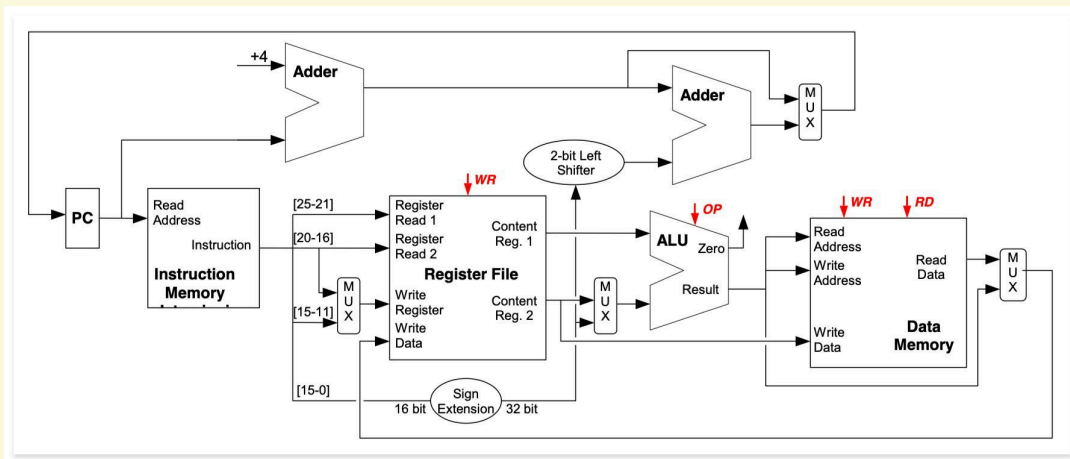 +4
Adder
Adder
M
U
X
2-bit Left
Shifter
PC
Read
Address
Instruction
Instruction
Memory
[25-21]
[20-16]
[15-11]
[15-0]
M
U
X
WR
Register
Read 1
Register
Read 2
Content
Reg. 1
Register File
Write
Register
Write
Data
Content
Reg. 2
16 bit
Sign
Extension
32 bit
M
U
X
OP
ALU
Zero
Result
WR
RD
Read
Address
Write
Address
Read
Data
Write
Data
Data
Memory
M
U
X